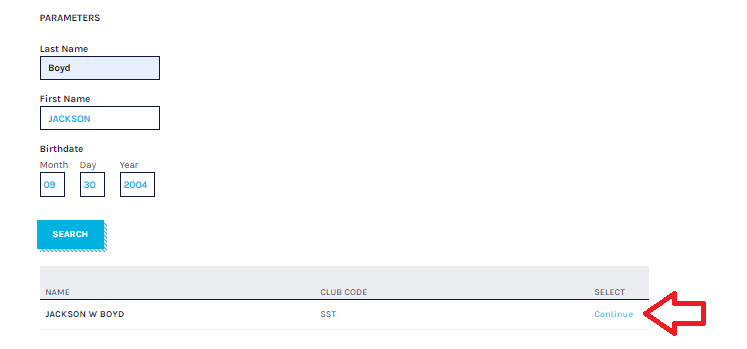 PARAMETERS
Last Name
Boyd
First Name
JACKSON
Birthdate
Month Day Year
09 30 2004
SEARCH
NAME CLUB CODE SELECT
JACKSON W BOYD SST Continue